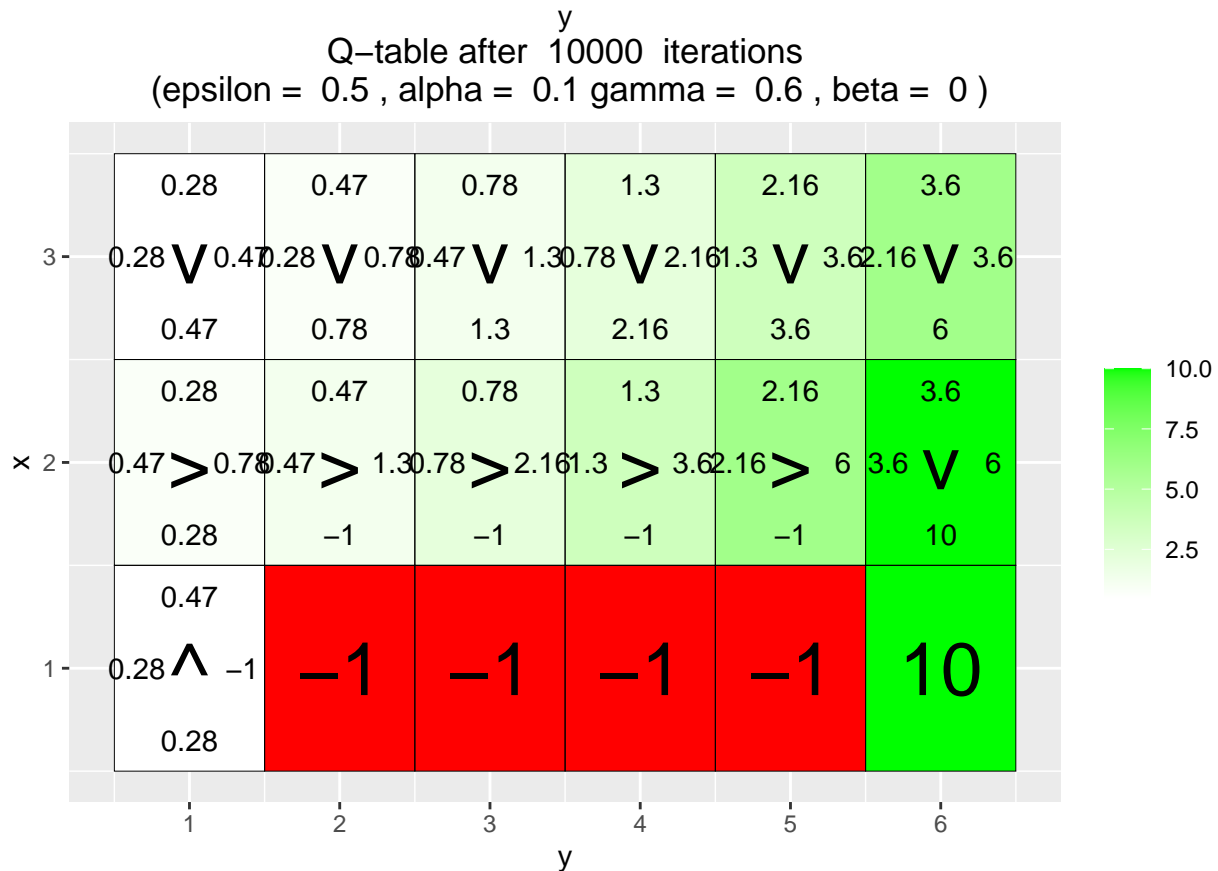 y
Q−table after 10000 iterations
(epsilon = 0.5 , alpha = 0.1 gamma = 0.6 , beta = 0 )
0.28 0.47 0.78 1.3 2.16 3.6
3 0.28 V 0.47 0.28 V 0.78 0.47 V 1.3 0.78 V 2.16 1.3 V 3.6 2.16 V 3.6
0.47 0.78 1.3 2.16 3.6 6
0.28 0.47 0.78 1.3 2.16 3.6
x 2 0.47 > 0.78 0.47 > 1.3 0.78 > 2.16 1.3 > 3.6 2.16 > 6 3.6 V 6
0.28 −1 −1 −1 −1 10
0.47
1 0.28 ^ −1 −1 −1 −1 −1 10
0.28
1 2 3 4 5 6
y
10.0
7.5
5.0
2.5